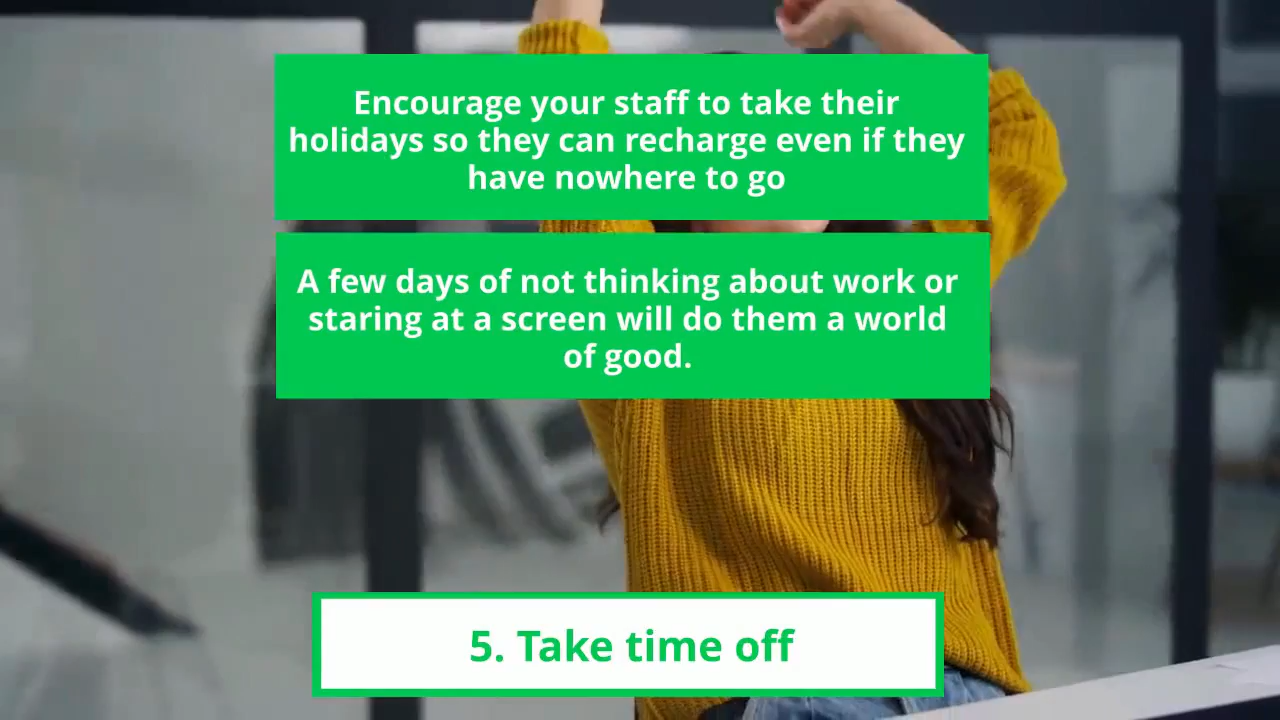 Encourage your staff to take their
holidays so they can recharge even if they
have nowhere to go
A few days of not thinking about work or
staring at a screen will do them a world
of good.
5. Take time off